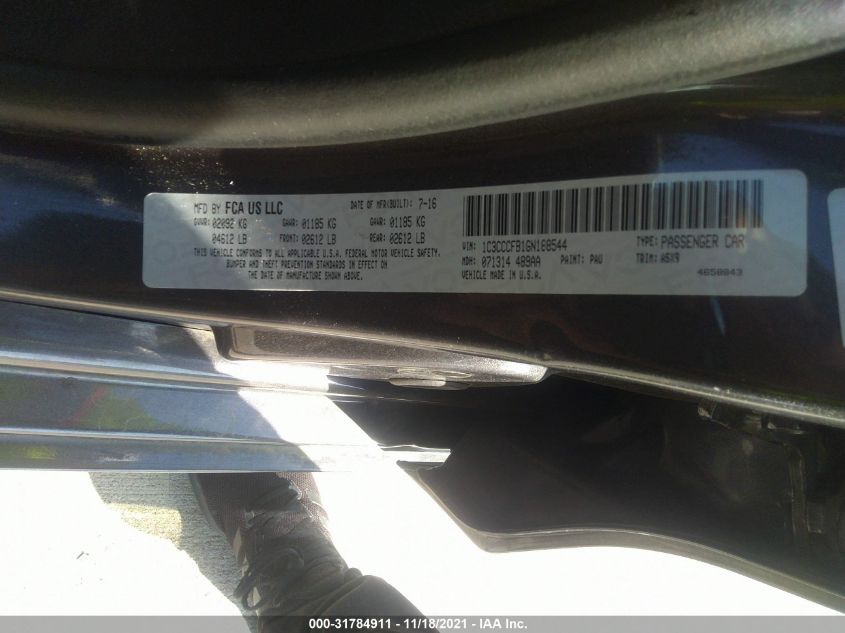 MFD BY FCA US LLC DATE OF MFR(BUILT): 7-16
GVWR: 02092 KG GAWR: 01185 KG GAWR: 01185 KG
04612 LB FRONT: 02612 LB REAR: 02612 LB
THIS VEHICLE CONFORMS TO ALL APPLICABLE U.S.A. FEDERAL MOTOR VEHICLE SAFETY,
BUMPER AND THEFT PREVENTION STANDARDS IN EFFECT ON
THE DATE OF MANUFACTURE SHOWN ABOVE.
VIN: 1C3CCCFB1GN168544 TYPE: PASSENGER CAR
MDH: 071314 489AA PAINT: PAU TRIM: A5X9
VEHICLE MADE IN U.S.A. 4658843
000-31784911 - 11/18/2021 - IAA Inc.